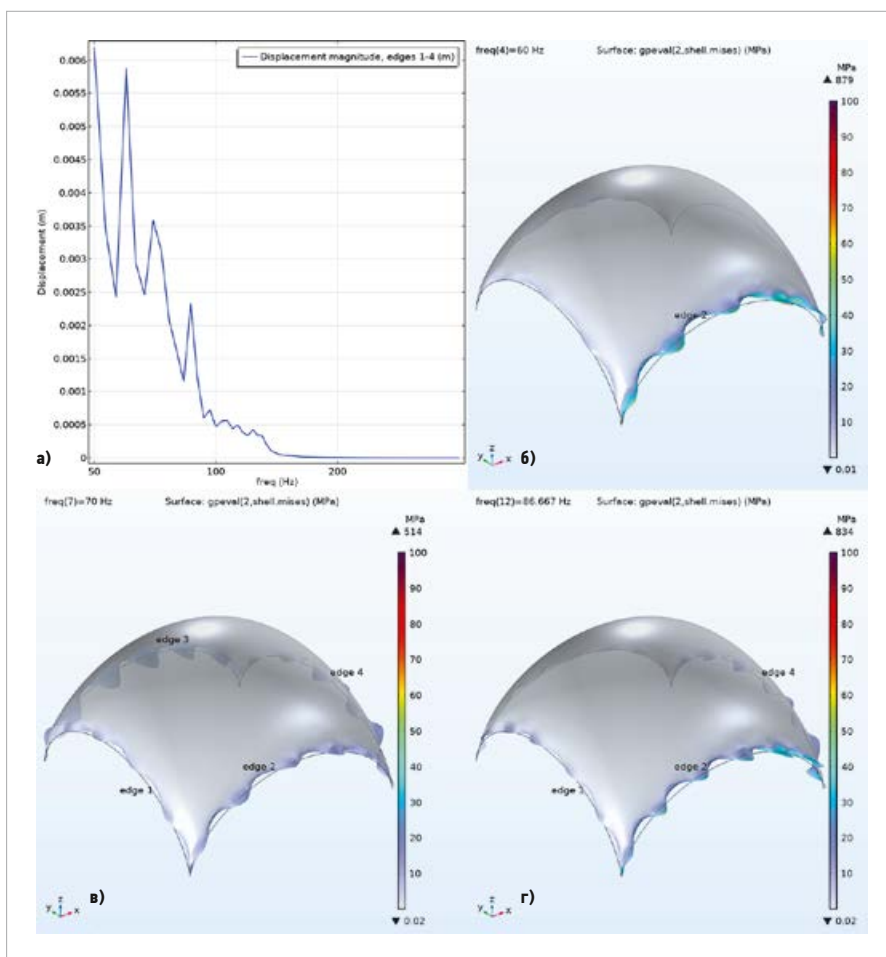 Displacement magnitude, edges 1-4 (m)
0.006
0.0055
0.005
0.0045
0.004
0.0035
0.003
0.0025
0.002
0.0015
0.001
0.0005
0
Displacement (m)
50
100
200
freq (Hz)
а)
freq(4)=60 Hz
Surface: gpeval(2,shell.mises) (MPa)
MPa
▲ 879
100
90
80
70
60
50
40
30
20
10
▼ 0.01
edge 2
y z x
б)
freq(7)=70 Hz
Surface: gpeval(2,shell.mises) (MPa)
MPa
▲ 514
100
90
80
70
60
50
40
30
20
10
▼ 0.02
edge 3
edge 4
edge 2
edge 1
y z x
в)
freq(12)=86.667 Hz
Surface: gpeval(2,shell.mises) (MPa)
MPa
▲ 834
100
90
80
70
60
50
40
30
20
10
▼ 0.02
edge 4
edge 2
edge 1
y z x
г)